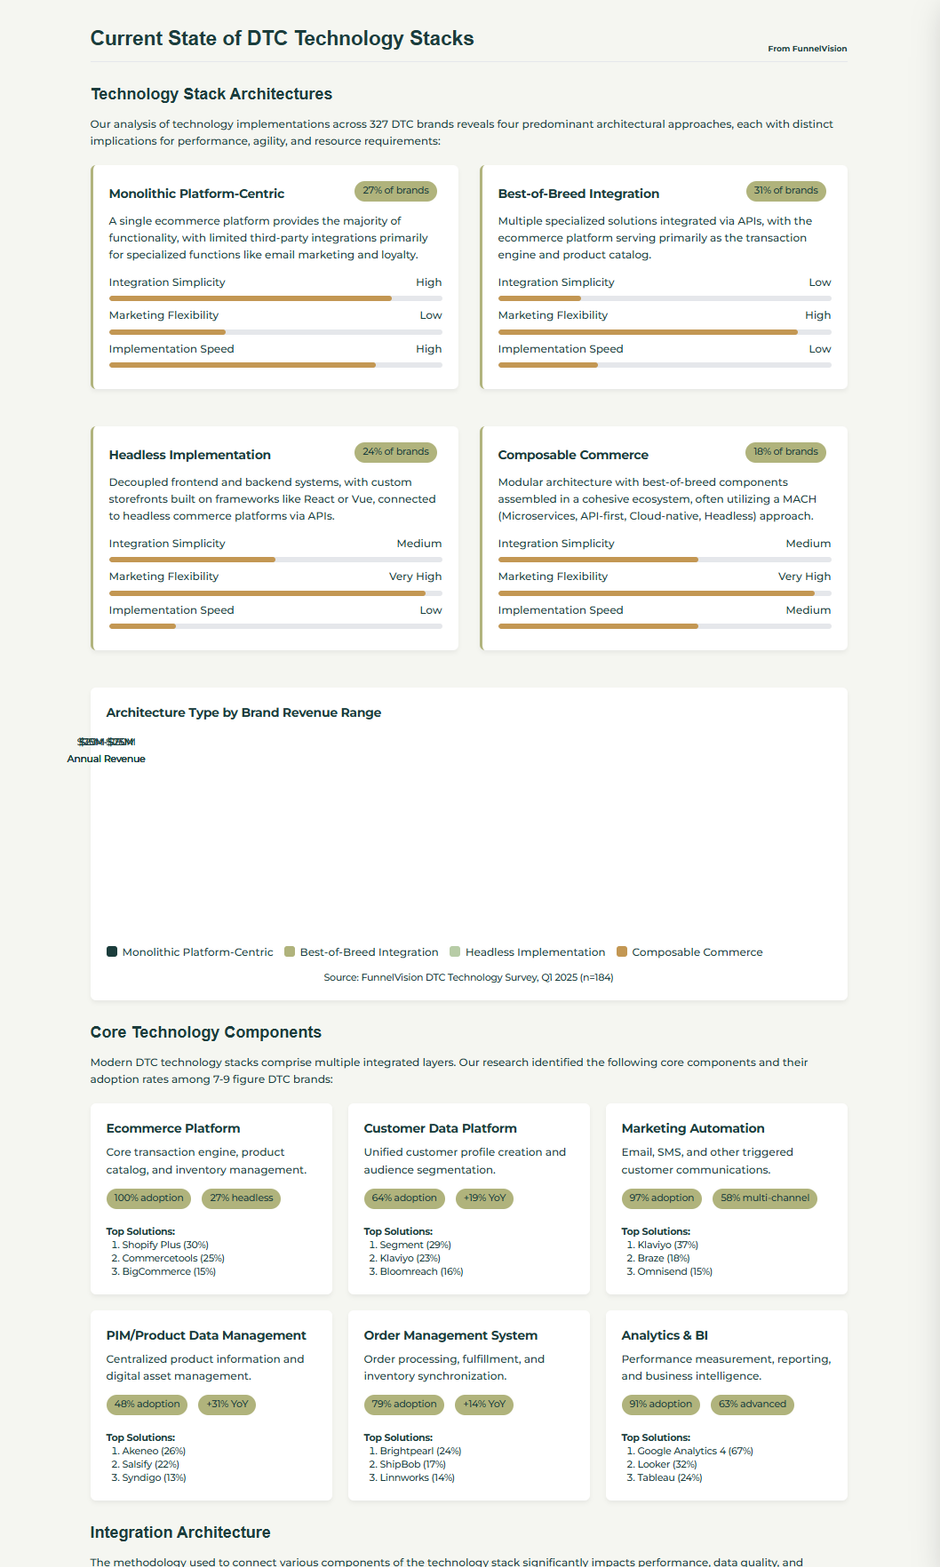 Current State of DTC Technology Stacks
From FunnelVision
Technology Stack Architectures
Our analysis of technology implementations across 327 DTC brands reveals four predominant architectural approaches, each with distinct
implications for performance, agility, and resource requirements:
Monolithic Platform-Centric
27% of brands
A single ecommerce platform provides the majority of
functionality, with limited third-party integrations primarily
for specialized functions like email marketing and loyalty.
Integration Simplicity High
Marketing Flexibility Low
Implementation Speed High
Best-of-Breed Integration
31% of brands
Multiple specialized solutions integrated via APIs, with the
ecommerce platform serving primarily as the transaction
engine and product catalog.
Integration Simplicity Low
Marketing Flexibility High
Implementation Speed Low
Headless Implementation
24% of brands
Decoupled frontend and backend systems, with custom
storefronts built on frameworks like React or Vue, connected
to headless commerce platforms via APIs.
Integration Simplicity Medium
Marketing Flexibility Very High
Implementation Speed Low
Composable Commerce
18% of brands
Modular architecture with best-of-breed components
assembled in a cohesive ecosystem, often utilizing a MACH
(Microservices, API-first, Cloud-native, Headless) approach.
Integration Simplicity Medium
Marketing Flexibility Very High
Implementation Speed Medium
Architecture Type by Brand Revenue Range
Annual Revenue
Monolithic Platform-Centric Best-of-Breed Integration Headless Implementation Composable Commerce
Source: FunnelVision DTC Technology Survey, Q1 2025 (n=184)
Core Technology Components
Modern DTC technology stacks comprise multiple integrated layers. Our research identified the following core components and their
adoption rates among 7-9 figure DTC brands:
Ecommerce Platform
Core transaction engine, product
catalog, and inventory management.
100% adoption 27% headless
Top Solutions:
1. Shopify Plus (30%)
2. Commercetools (25%)
3. BigCommerce (15%)
Customer Data Platform
Unified customer profile creation and
audience segmentation.
64% adoption +19% YoY
Top Solutions:
1. Segment (29%)
2. Klaviyo (23%)
3. Bloomreach (16%)
Marketing Automation
Email, SMS, and other triggered
customer communications.
97% adoption 58% multi-channel
Top Solutions:
1. Klaviyo (37%)
2. Braze (18%)
3. Omnisend (15%)
PIM/Product Data Management
Centralized product information and
digital asset management.
48% adoption +31% YoY
Top Solutions:
1. Akeneo (26%)
2. Salsify (22%)
3. Syndigo (13%)
Order Management System
Order processing, fulfillment, and
inventory synchronization.
79% adoption +14% YoY
Top Solutions:
1. Brightpearl (24%)
2. ShipBob (17%)
3. Linnworks (14%)
Analytics & BI
Performance measurement, reporting,
and business intelligence.
91% adoption 63% advanced
Top Solutions:
1. Google Analytics 4 (67%)
2. Looker (32%)
3. Tableau (24%)
Integration Architecture
The methodology used to connect various components of the technology stack significantly impacts performance, data quality, and